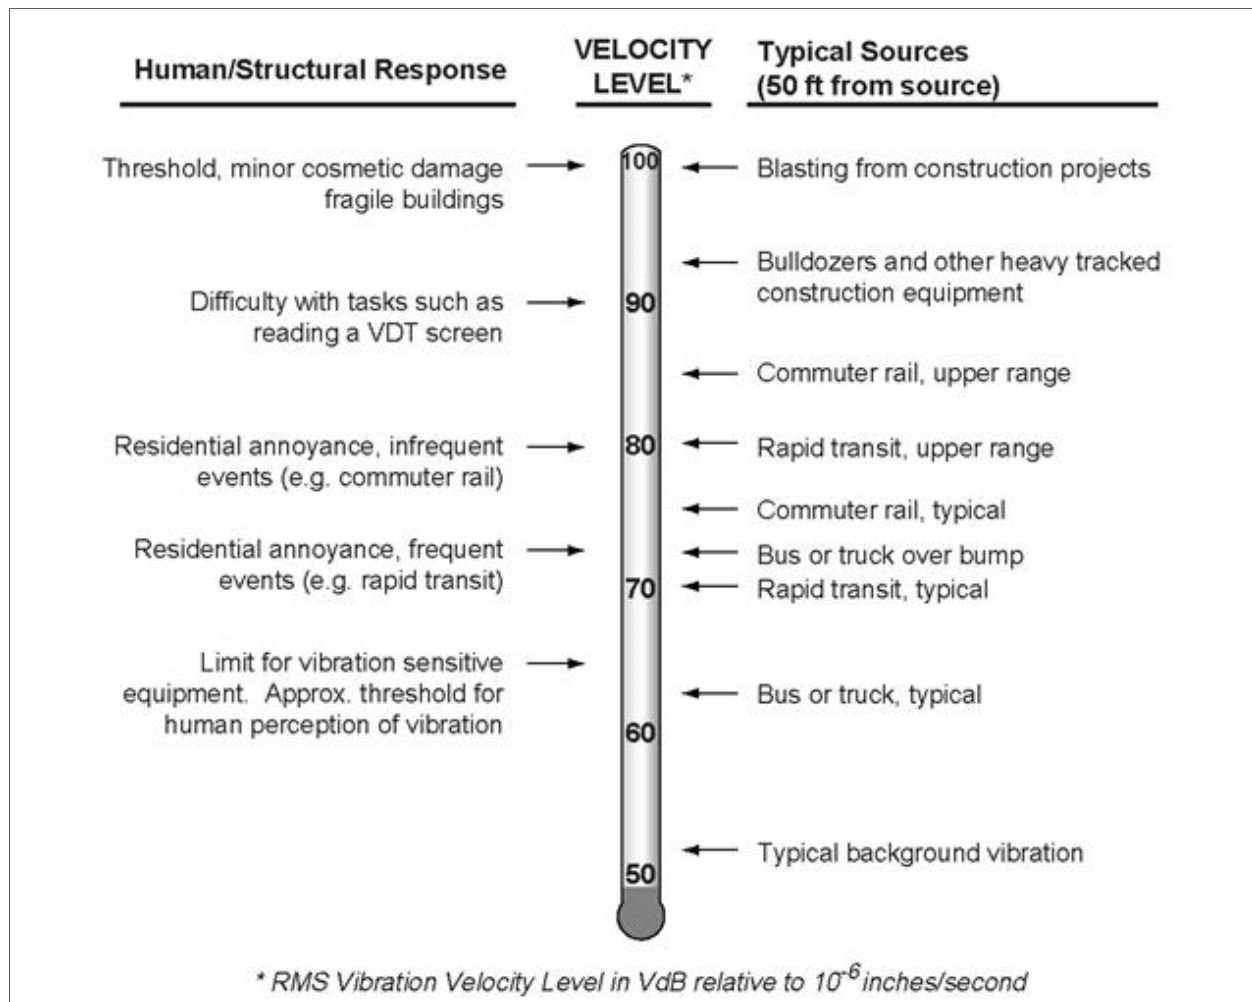 Human/Structural Response
VELOCITY
LEVEL*
Typical Sources
(50 ft from source)
Threshold, minor cosmetic damage
fragile buildings
100
Blasting from construction projects
Bulldozers and other heavy tracked
construction equipment
Difficulty with tasks such as
reading a VDT screen
90
Commuter rail, upper range
Residential annoyance, infrequent
events (e.g. commuter rail)
80
Rapid transit, upper range
Commuter rail, typical
Residential annoyance, frequent
events (e.g. rapid transit)
Bus or truck over bump
70
Rapid transit, typical
Limit for vibration sensitive
equipment. Approx. threshold for
human perception of vibration
Bus or truck, typical
60
Typical background vibration
50
* RMS Vibration Velocity Level in VdB relative to 10⁻⁶ inches/second